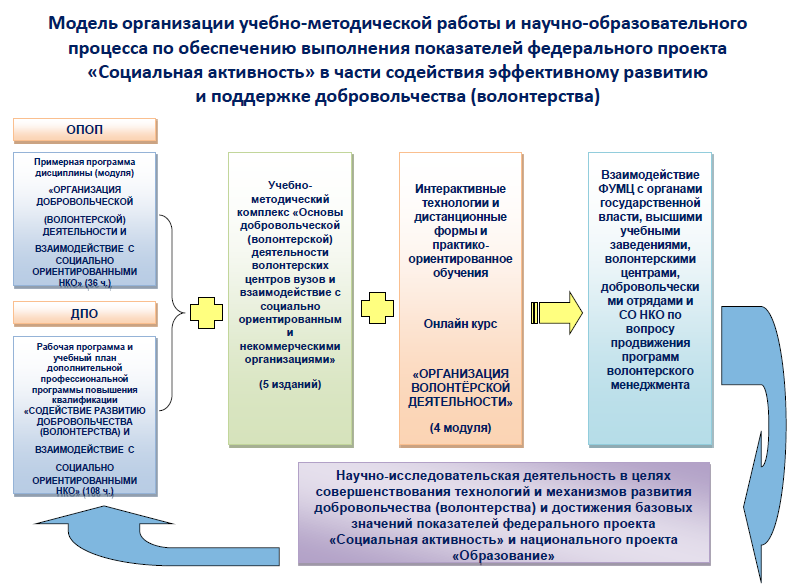 Модель организации учебно-методической работы и научно-образовательного
процесса по обеспечению выполнения показателей федерального проекта
«Социальная активность» в части содействия эффективному развитию
и поддержке добровольчества (волонтерства)
ОПОП
Примерная программа
дисциплины (модуля)
«ОРГАНИЗАЦИЯ
ДОБРОВОЛЬЧЕСКОЙ
(ВОЛОНТЕРСКОЙ)
ДЕЯТЕЛЬНОСТИ И
ВЗАИМОДЕЙСТВИЕ С
СОЦИАЛЬНО
ОРИЕНТИРОВАННЫМИ
НКО» (36 ч.)
ДПО
Рабочая программа и
учебный план
дополнительной
профессиональной
программы повышения
квалификации
«СОДЕЙСТВИЕ РАЗВИТИЮ
ДОБРОВОЛЬЧЕСТВА
(ВОЛОНТЕРСТВА) И
ВЗАИМОДЕЙСТВИЕ С
СОЦИАЛЬНО
ОРИЕНТИРОВАННЫМИ
НКО» (108 ч.)
Учебно-
методический
комплекс «Основы
добровольческой
(волонтерской)
деятельности
волонтерских
центров вузов и
взаимодействие с
социально
ориентированным
и
некоммерческими
организациями»
(5 изданий)
Интерактивные
технологии и
дистанционные
формы и
практико-
ориентированное
обучения
Онлайн курс
«ОРГАНИЗАЦИЯ
ВОЛОНТЁРСКОЙ
ДЕЯТЕЛЬНОСТИ»
(4 модуля)
Взаимодействие
ФУМЦ с органами
государственной
власти, высшими
учебными
заведениями,
волонтерскими
центрами,
добровольчески
ми отрядами и
СО НКО по
вопросу
продвижения
программ
волонтерского
менеджмента
Научно-исследовательская деятельность в целях
совершенствования технологий и механизмов развития
добровольчества (волонтерства) и достижения базовых
значений показателей федерального проекта
«Социальная активность» и национального проекта
«Образование»